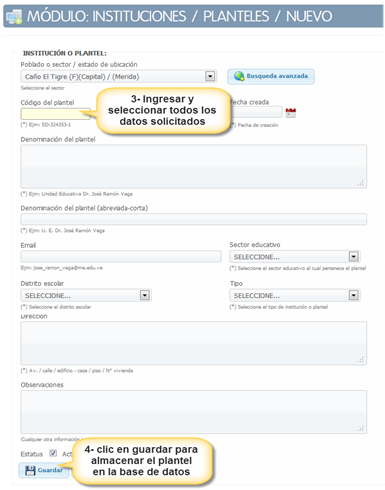 MÓDULO: INSTITUCIONES / PLANTELES / NUEVO
INSTITUCIÓN O PLANTEL:
Poblado o sector / estado de ubicación
Caño El Tigre (F)(Capital) / (Merida)
Busqueda avanzada
Seleccione el sector
Código del plantel
Fecha creada
3- Ingresar y
seleccionar todos los
datos solicitados
(*) Ejm: SD-324353-1
(*) Fecha de creación
Denominación del plantel
(*) Ejm: Unidad Educativa Dr. José Ramón Vega
Denominación del plantel (abreviada-corta)
(*) Ejm: U. E. Dr. José Ramón Vega
Email
Sector educativo
SELECCIONE...
Ejm: jose_ramon_vega@me.edu.ve
(*) Seleccione el sector educativo al cual pertenece el plantel
Distrito escolar
Tipo
SELECCIONE...
SELECCIONE...
(*) Seleccione el distrito escolar
(*) Seleccione el tipo de institución o plantel
Direccion
(*) Av. / calle / edificio - casa / piso / N° vivienda
Observaciones
Cualquier otra información
Estatus
4- clic en guardar para
almacenar el plantel
en la base de datos
Guardar